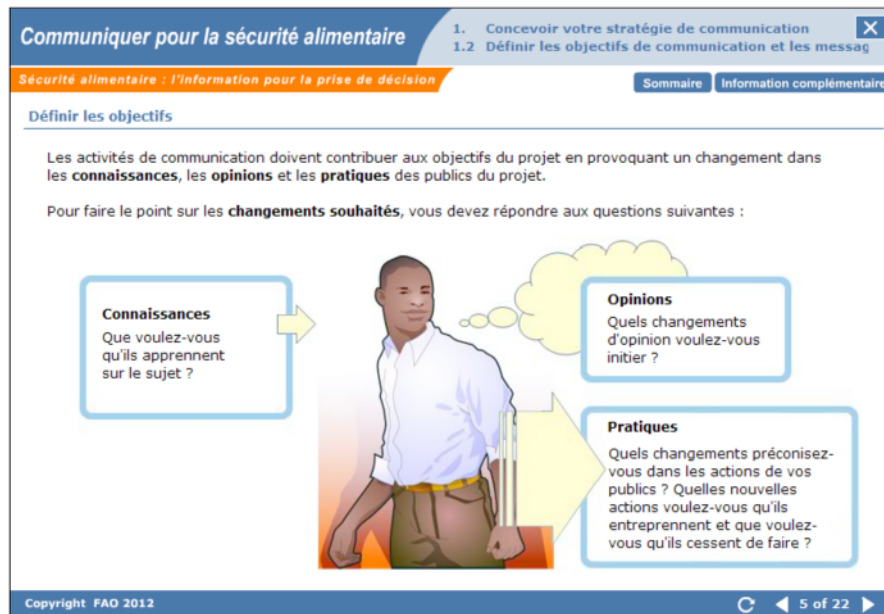 Communiquer pour la sécurité alimentaire
1. Concevoir votre stratégie de communication
1.2 Définir les objectifs de communication et les messag
Sécurité alimentaire : l'information pour la prise de décision
Sommaire
Information complémentaire
Définir les objectifs
Les activités de communication doivent contribuer aux objectifs du projet en provoquant un changement dans
les connaissances, les opinions et les pratiques des publics du projet.
Pour faire le point sur les changements souhaités, vous devez répondre aux questions suivantes :
Connaissances
Que voulez-vous
qu'ils apprennent
sur le sujet ?
Opinions
Quels changements
d'opinion voulez-vous
initier ?
Pratiques
Quels changements préconisez-
vous dans les actions de vos
publics ? Quelles nouvelles
actions voulez-vous qu'ils
entreprennent et que voulez-
vous qu'ils cessent de faire ?
Copyright FAO 2012
5 of 22